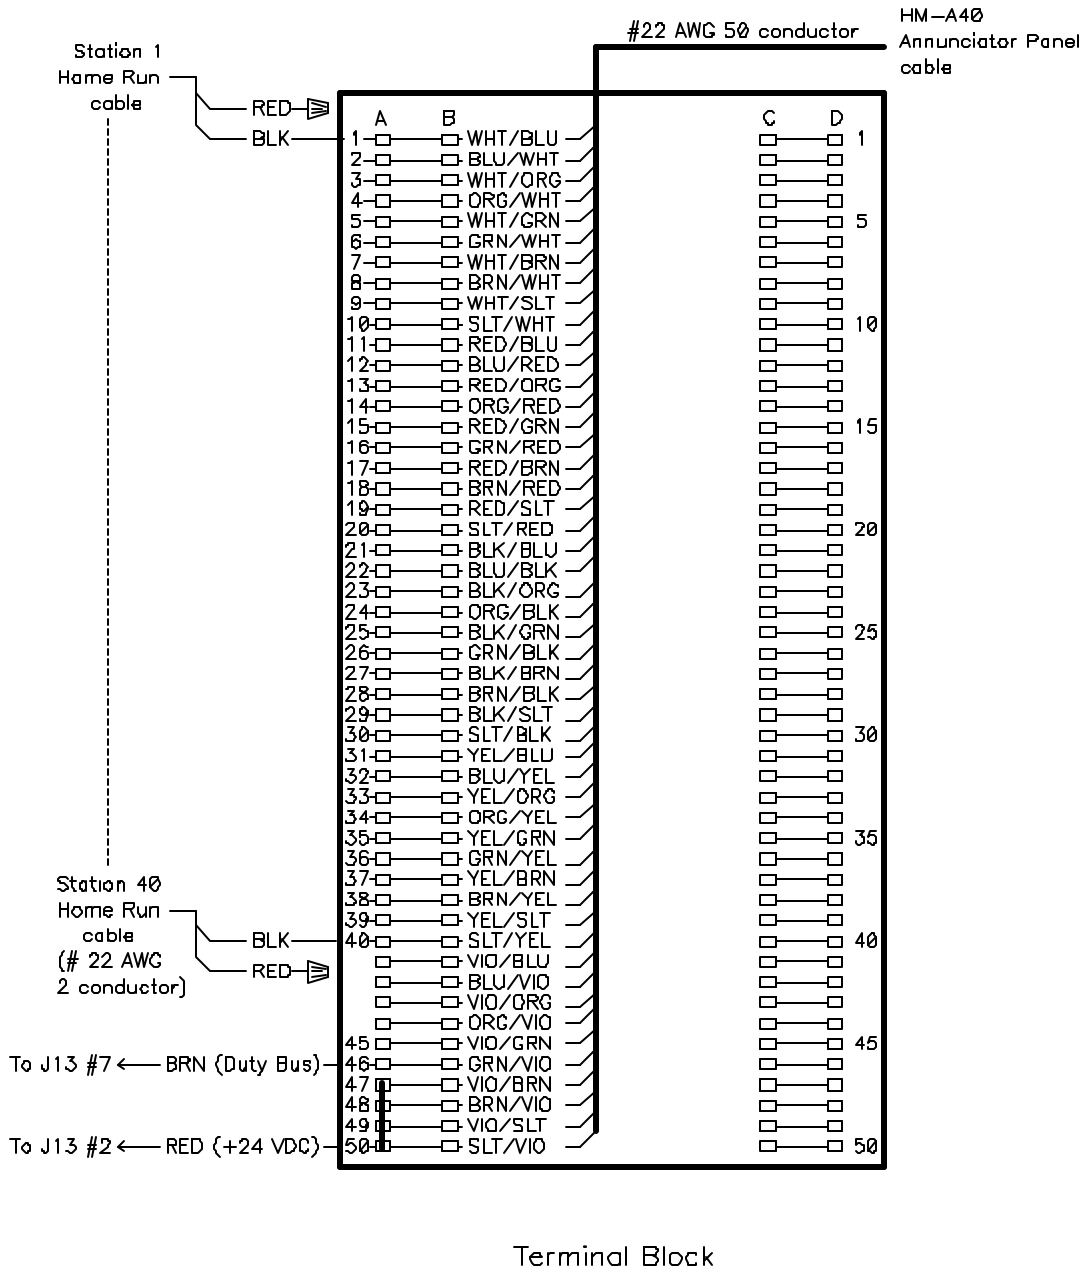 #22 AWG 50 conductor
HM-A40
Annunciator Panel
cable
Station 1
Home Run
cable
RED
BLK
A B C D
1 WHT/BLU 1
2 BLU/WHT
3 WHT/ORG
4 ORG/WHT
5 WHT/GRN 5
6 GRN/WHT
7 WHT/BRN
8 BRN/WHT
9 WHT/SLT
10 SLT/WHT 10
11 RED/BLU
12 BLU/RED
13 RED/ORG
14 ORG/RED
15 RED/GRN 15
16 GRN/RED
17 RED/BRN
18 BRN/RED
19 RED/SLT
20 SLT/RED 20
21 BLK/BLU
22 BLU/BLK
23 BLK/ORG
24 ORG/BLK
25 BLK/GRN 25
26 GRN/BLK
27 BLK/BRN
28 BRN/BLK
29 BLK/SLT
30 SLT/BLK 30
31 YEL/BLU
32 BLU/YEL
33 YEL/ORG
34 ORG/YEL
35 YEL/GRN 35
36 GRN/YEL
37 YEL/BRN
38 BRN/YEL
39 YEL/SLT
40 SLT/YEL 40
VIO/BLU
BLU/VIO
VIO/ORG
ORG/VIO
45 VIO/GRN 45
46 GRN/VIO
47 VIO/BRN
48 BRN/VIO
49 VIO/SLT
50 SLT/VIO 50
Station 40
Home Run
cable
(# 22 AWG
2 conductor)
BLK
RED
To J13 #7 BRN (Duty Bus)
To J13 #2 RED (+24 VDC)
Terminal Block